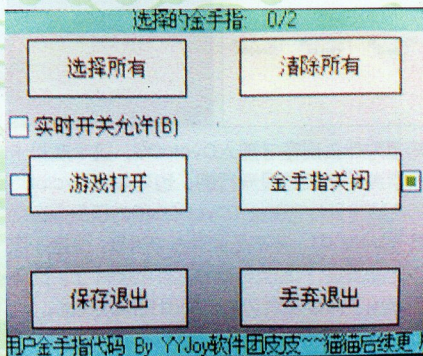 选择的金手指: 0/2
选择所有 清除所有
实时开关允许(B)
游戏打开 金手指关闭
保存退出 丢弃退出
用户金手指代码 By YYJoy软件团皮皮~~猫猫后续更